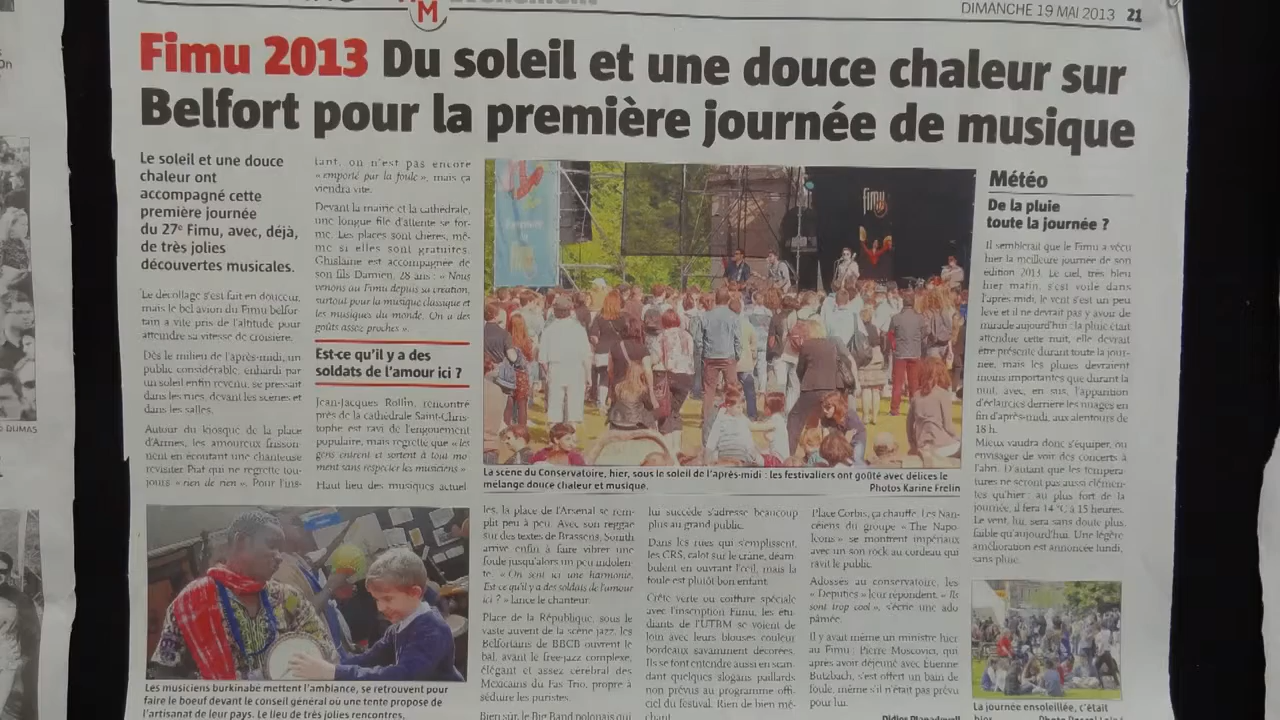 DIMANCHE 19 MAI 2013 21
Fimu 2013 Du soleil et une douce chaleur sur
Belfort pour la première journée de musique
Le soleil et une douce
chaleur ont
accompagné cette
première journée
du 27e Fimu, avec, déjà,
de très jolies
découvertes musicales.
Le décollage s'est fait en douceur,
mais le bel avion du Fimu belfor-
tain a vite pris de l'altitude pour
atteindre sa vitesse de croisière.
Dès le milieu de l'après-midi, un
public considérable, enhardi par
un soleil enfin revenu, se pressait
dans les rues, devant les scènes et
dans les salles.
Autour du kiosque de la place
d'Armes, les amoureux frisson-
nent en écoutant une chanteuse
revisiter Piaf qui ne regrette tou-
jours « rien de rien ». Pour l'ins-
tant, on n'est pas encore
« emporté par la foule », mais ça
viendra vite.
Devant la mairie et la cathédrale,
une longue file d'attente se for-
me. Les places sont chères, mê-
me si elles sont gratuites.
Ghislaine est accompagnée de
son fils Damien, 28 ans : « Nous
venons au Fimu depuis sa création,
surtout pour la musique classique et
les musiques du monde. On a des
goûts assez proches ».
Est-ce qu'il y a des
soldats de l'amour ici ?
Jean-Jacques Rollin, rencontré
près de la cathédrale Saint-Chris-
tophe est ravi de l'engouement
populaire, mais regrette que « les
gens entrent et sortent à tout mo-
ment sans respecter les musiciens »
Haut lieu des musiques actuel
fimu
La scène du Conservatoire, hier, sous le soleil de l'après-midi : les festivaliers ont goûté avec délices le
mélange douce chaleur et musique. Photos Karine Frelin
Les musiciens burkinabé mettent l'ambiance, se retrouvent pour
faire le boeuf devant le conseil général ou une tente propose de
l'artisanat de leur pays. Le lieu de très jolies rencontres,
les, la place de l'Arsenal se rem-
plit peu à peu. Avec son reggae
sur des textes de Brassens, Sorath
arrive enfin à faire vibrer une
foule jusqu'alors un peu indolen-
te. « On sent ici une harmonie.
Est-ce qu'il y a des soldats de l'amour
ici ? » Lance le chanteur.
Place de la République, sous le
vaste auvent de la scène jazz, les
Belfortains de BBCB ouvrent le
bal, avant le free-jazz complexe,
élégant et assez cérébral des
Mexicains du Fas Trio, propre à
séduire les puristes.
Bien sûr, le Big Band polonais qui
lui succède s'adresse beaucoup
plus au grand public.
Dans les rues qui s'emplissent,
les CRS, calot sur le crâne, déam-
bulent en ouvrant l'œil, mais la
foule est plutôt bon enfant.
Crête verte ou coiffure spéciale
avec l'inscription Fimu, les étu-
diants de l'UTBM se voient de
loin avec leurs blouses couleur
bordeaux savamment décorées.
Ils se font entendre aussi en scan-
dant quelques slogans paillards
non prévus au programme offi-
ciel du festival. Rien de bien mé-
chant.
Place Corbis, ça chauffe. Les Nan-
céiens du groupe « The Napo-
leons » se montrent impériaux
avec un son rock au cordeau qui
ravit le public.
Adossés au conservatoire, les
« Deputies » leur répondent. « Ils
sont trop cool », s'écrie une ado
pâmée.
Il y avait même un ministre hier
au Fimu : Pierre Moscovici, qui
après avoir déjeuné avec Etienne
Butzbach, s'est offert un bain de
foule, même s'il n'était pas prévu
pour lui.
Météo
De la pluie
toute la journée ?
Il semblerait que le Fimu a vécu
hier la meilleure journée de son
édition 2013. Le ciel, très bleu
hier matin, s'est voilé dans
l'après-midi, le vent s'est un peu
levé et il ne devrait pas y avoir de
miracle aujourd'hui : la pluie était
attendue cette nuit, elle devrait
être présente durant toute la jour-
née, mais les pluies devraient
moins importantes que durant la
nuit, avec, en sus, l'apparition
d'éclaircies derrière les nuages en
fin d'après-midi, aux alentours de
18 h.
Mieux vaudra donc s'équiper, ou
envisager de voir des concerts à
l'abri. D'autant que les tempéra-
tures ne seront pas aussi clémen-
tes qu'hier : au plus fort de la
journée, il fera 14 °C à 15 heures.
Le vent, lui, sera sans doute plus
faible qu'aujourd'hui. Une légère
amélioration est annoncée lundi,
sans pluie.
La journée ensoleillée, c'était
hier.
DUMAS